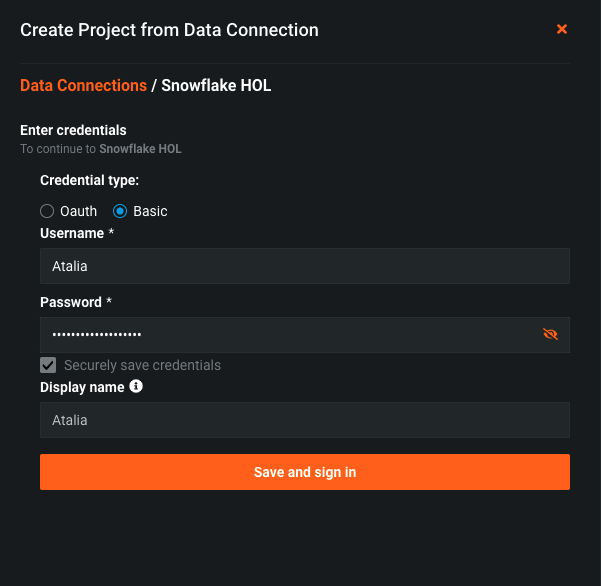 Create Project from Data Connection
Data Connections / Snowflake HOL
Enter credentials
To continue to Snowflake HOL
Credential type:
Oauth Basic
Username *
Atalia
Password *
•••••••••••••••••••
Securely save credentials
Display name
Atalia
Save and sign in